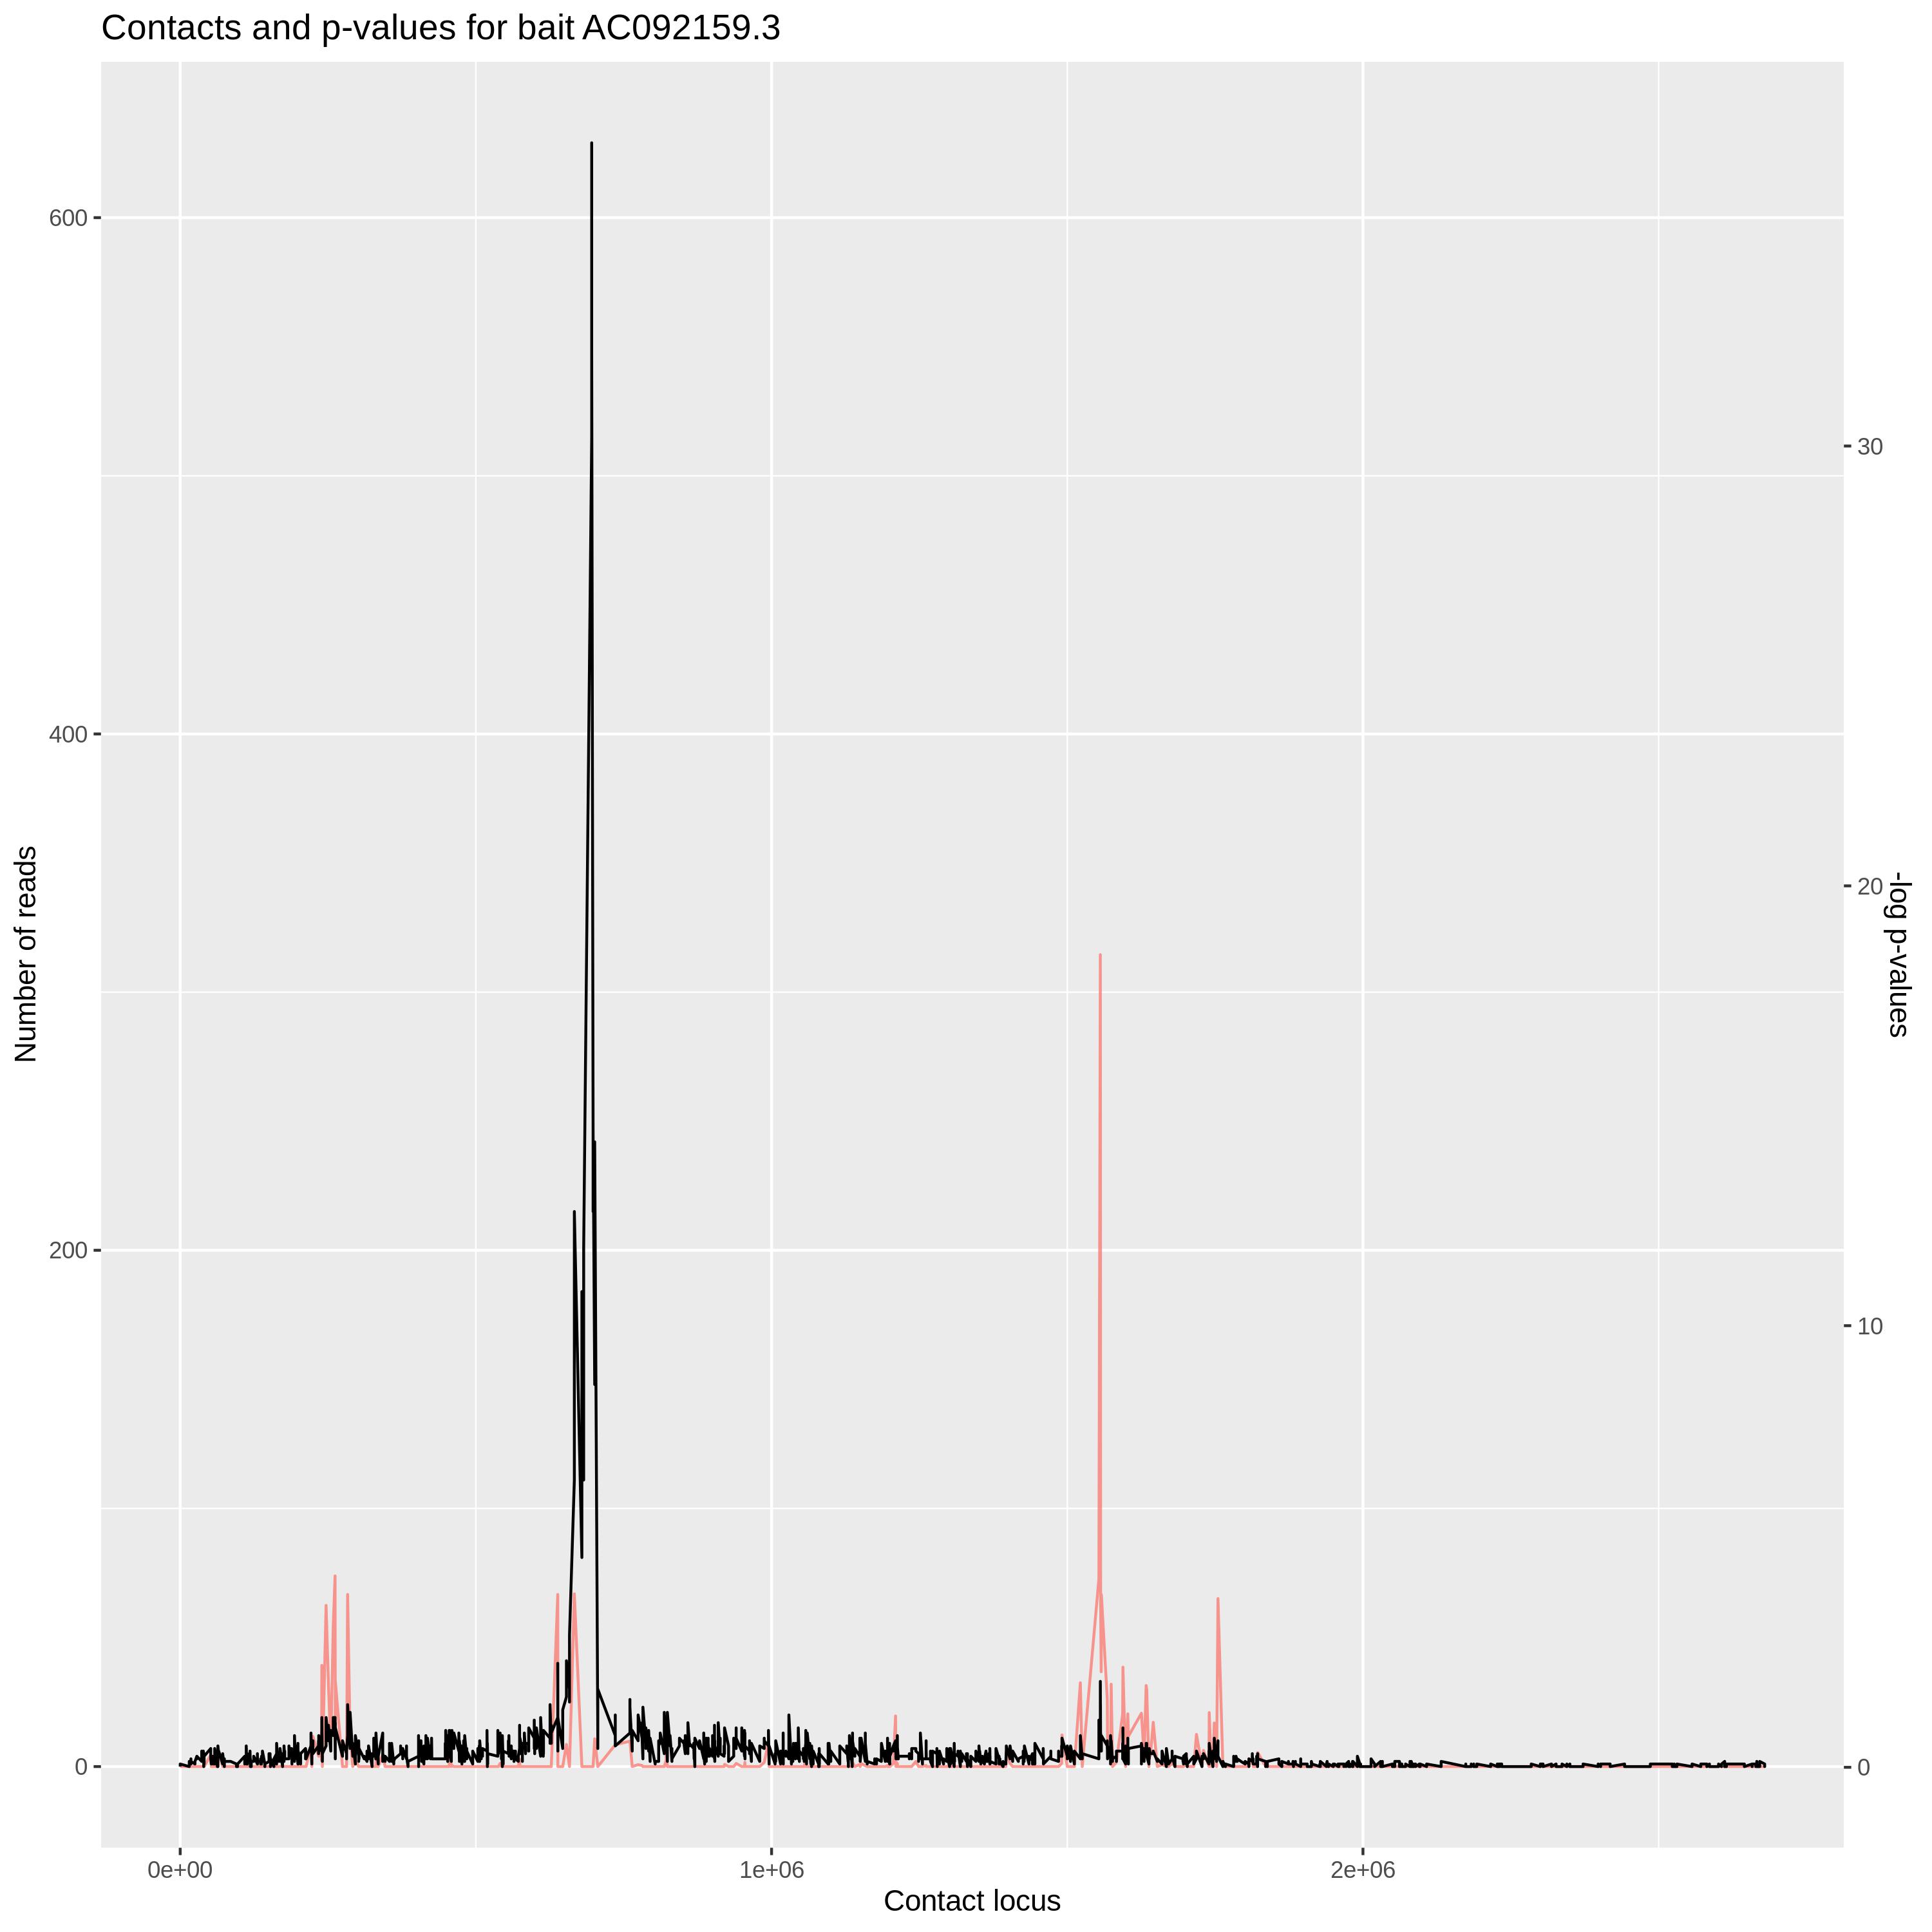 Contacts and p-values for bait AC092159.3
600
400
200
0
Number of reads
30
20
10
0
-log p-values
0e+00
1e+06
2e+06
Contact locus